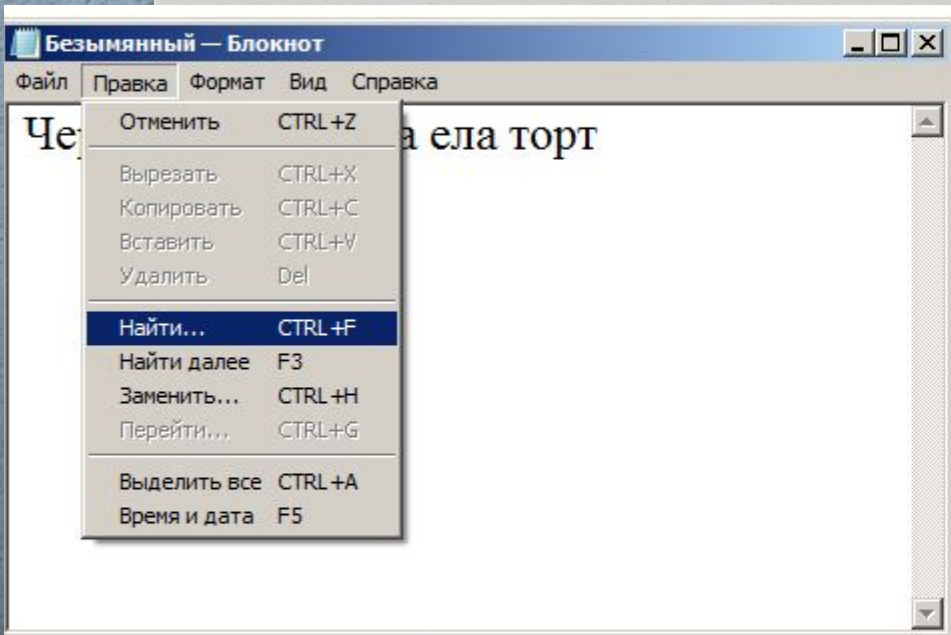 Безымянный — Блокнот
Файл Правка Формат Вид Справка
ела торт
Отменить CTRL+Z
Вырезать CTRL+X
Копировать CTRL+C
Вставить CTRL+V
Удалить Del
Найти... CTRL+F
Найти далее F3
Заменить... CTRL+H
Перейти... CTRL+G
Выделить все CTRL+A
Время и дата F5